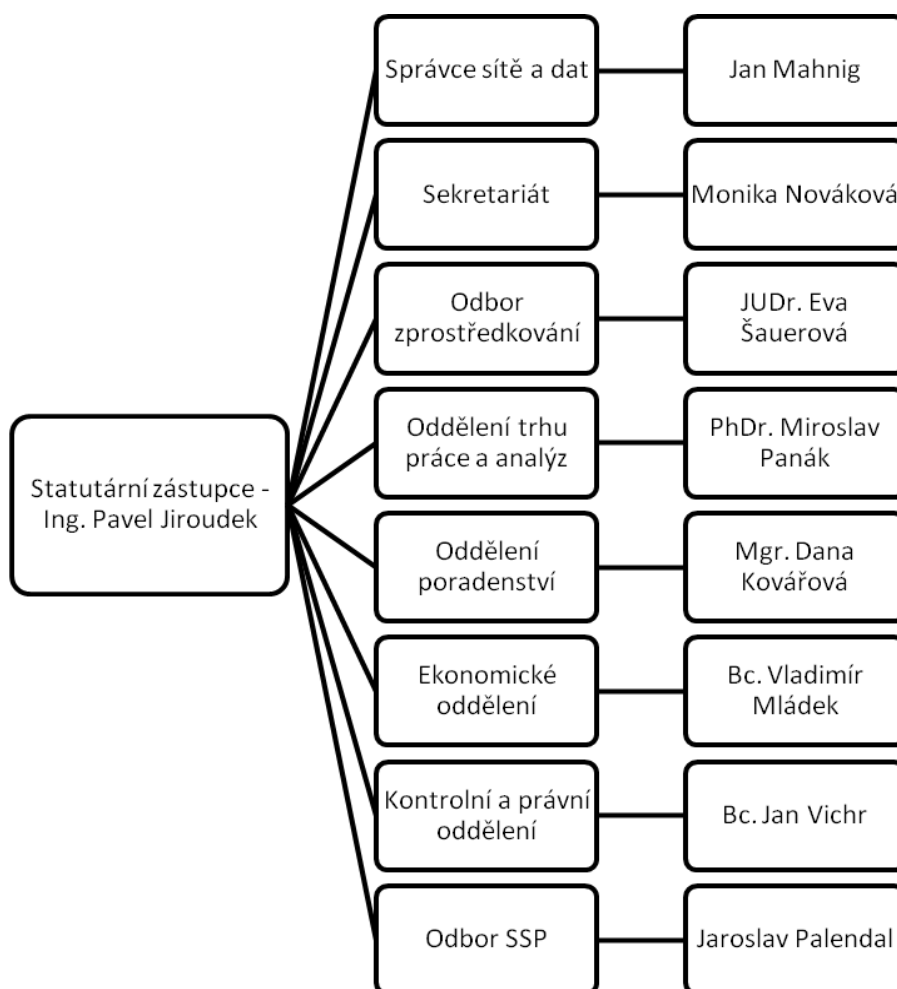 Statutární zástupce -
Ing. Pavel Jiroudek
Správce sítě a dat
Jan Mahnig
Sekretariát
Monika Nováková
Odbor
zprostředkování
JUDr. Eva
Šauerová
Oddělení trhu
práce a analýz
PhDr. Miroslav
Panák
Oddělení
poradenství
Mgr. Dana
Kovářová
Ekonomické
oddělení
Bc. Vladimír
Mládek
Kontrolní a právní
oddělení
Bc. Jan Vichr
Odbor SSP
Jaroslav Palendal